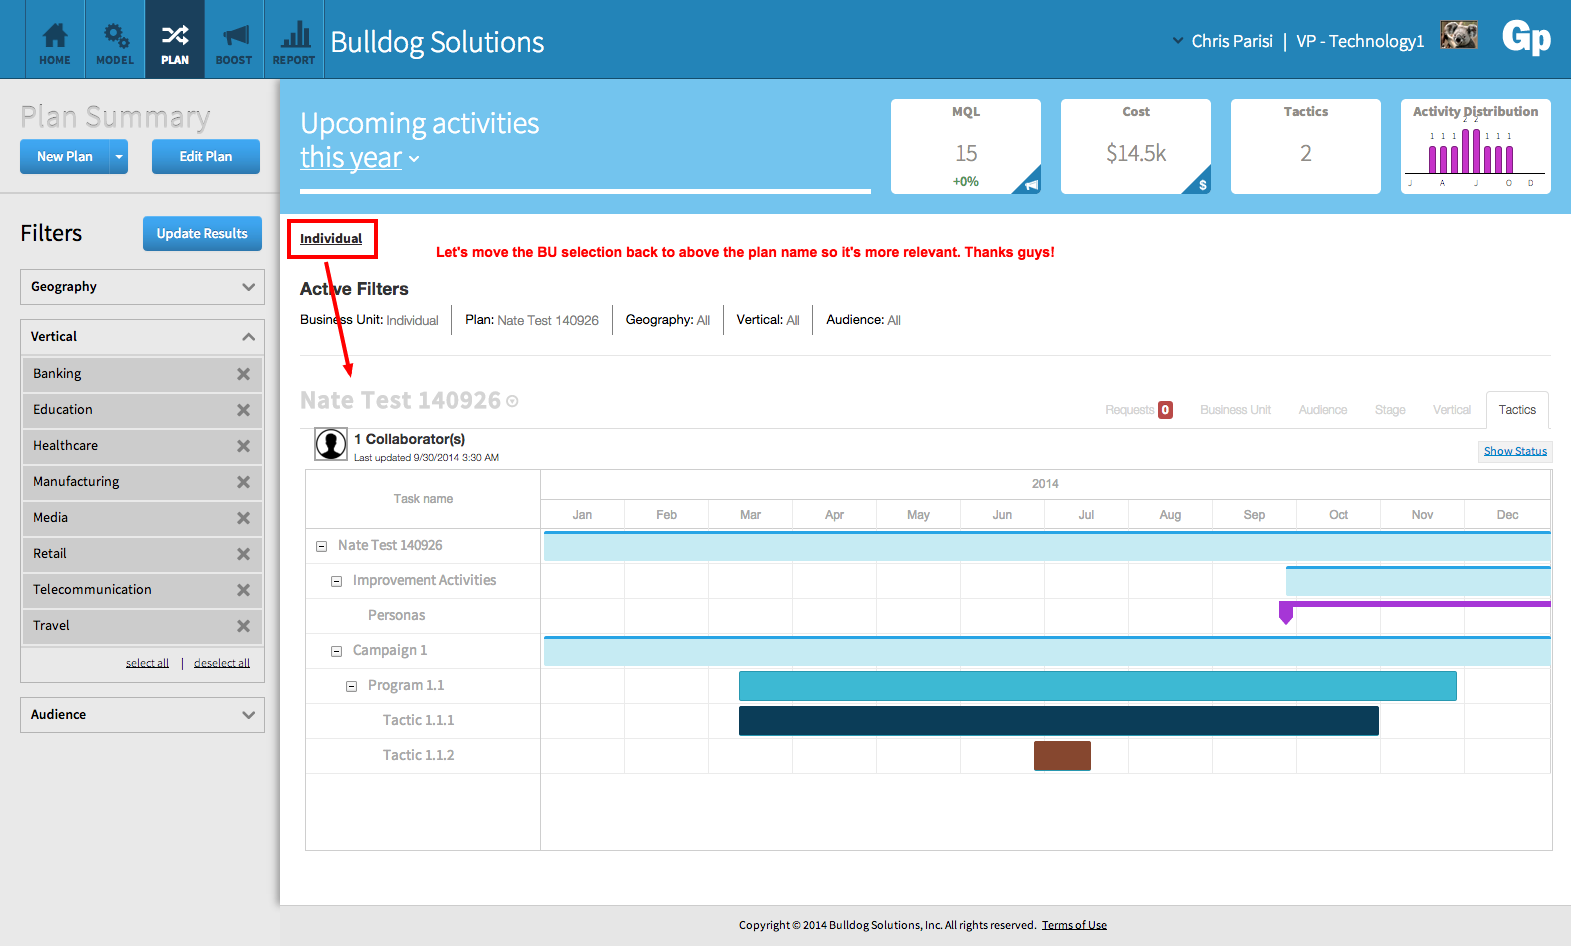 HOME
MODEL
PLAN
BOOST
REPORT
Bulldog Solutions
Chris Parisi | VP - Technology1
Gp
Plan Summary
New Plan
Edit Plan
Upcoming activities
this year
MQL
15
+0%
Cost
$14.5k
$
Tactics
2
Activity Distribution
1 1 1 2 2 1 1 1
J A J O D
Filters
Update Results
Geography
Vertical
Banking
Education
Healthcare
Manufacturing
Media
Retail
Telecommunication
Travel
select all | deselect all
Audience
Individual
Let's move the BU selection back to above the plan name so it's more relevant. Thanks guys!
Active Filters
Business Unit: Individual
Plan: Nate Test 140926
Geography: All
Vertical: All
Audience: All
Nate Test 140926
Requests 0
Business Unit
Audience
Stage
Vertical
Tactics
1 Collaborator(s)
Last updated 9/30/2014 3:30 AM
Show Status
Task name
2014
Jan Feb Mar Apr May Jun Jul Aug Sep Oct Nov Dec
Nate Test 140926
Improvement Activities
Personas
Campaign 1
Program 1.1
Tactic 1.1.1
Tactic 1.1.2
Copyright © 2014 Bulldog Solutions, Inc. All rights reserved. Terms of Use